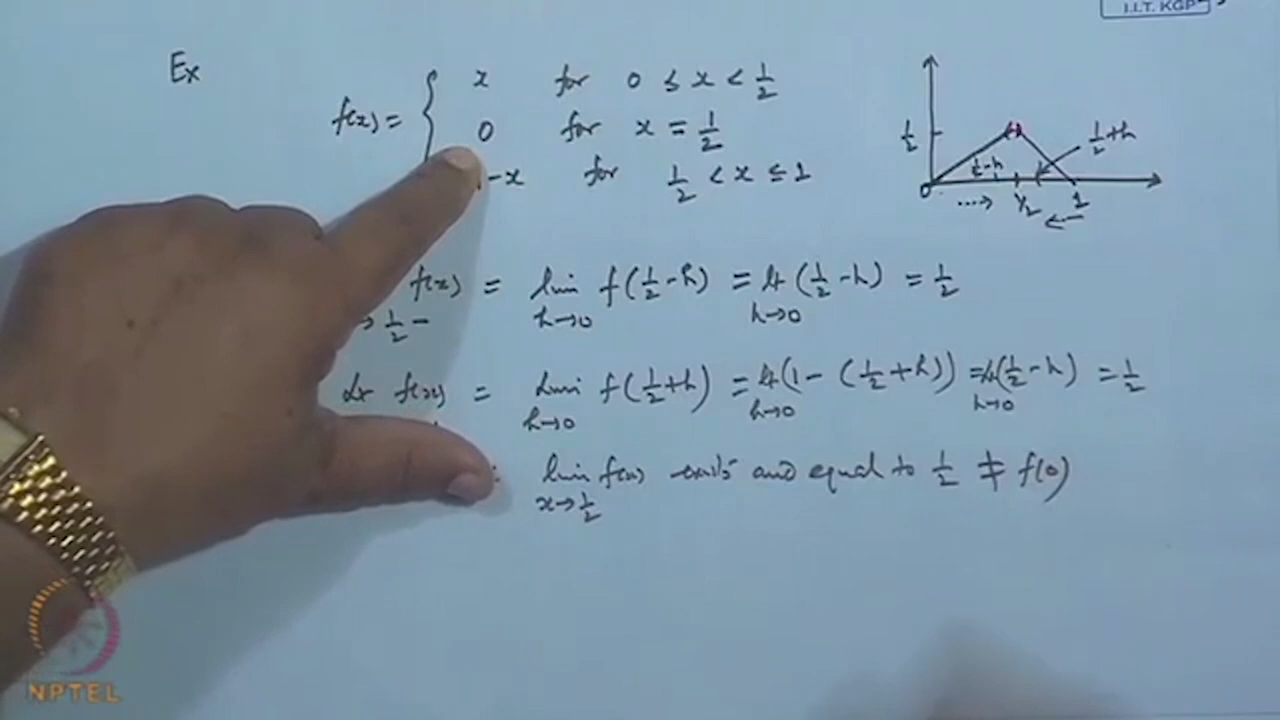 I.I.T. KGP
Ex
f(x) = { x for 0 ≤ x < 1/2
0 for x = 1/2
-x for 1/2 < x ≤ 1
1/2
1/2-h
1/2+h
0 ....→ 1/2 ← 1
f(x) = lim h→0 f(1/2-h) = lt h→0 (1/2-h) = 1/2
→ 1/2 -
Lt f(x) = lim h→0 f(1/2+h) = lt h→0 (1-(1/2+h)) = lt h→0 (1/2-h) = 1/2
: lim x→1/2 f(x) exists and equal to 1/2 ≠ f(0)
NPTEL